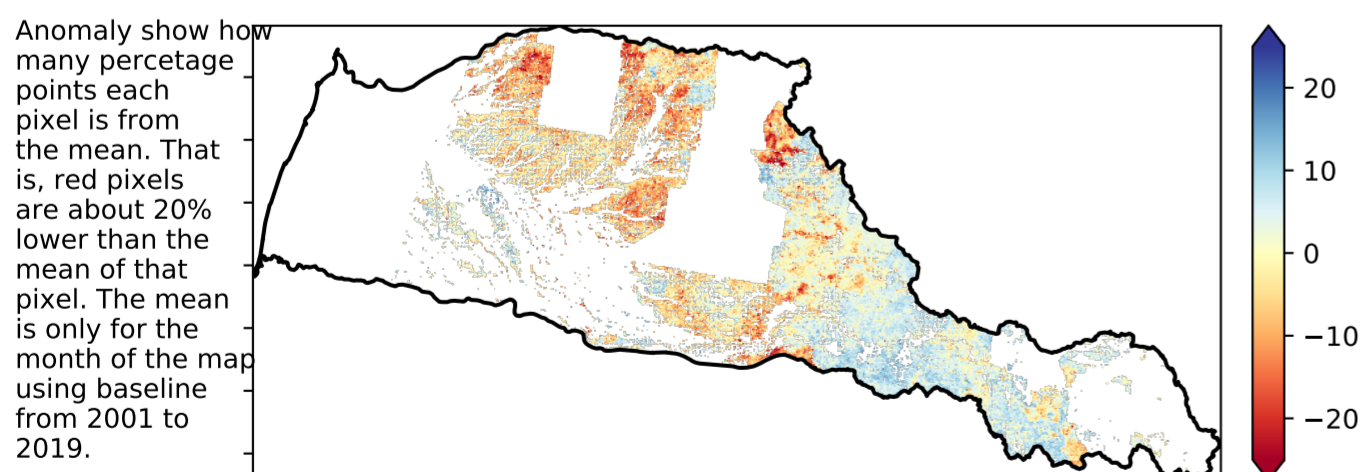 Anomaly show how
many percetage
points each
pixel is from
the mean. That
is, red pixels
are about 20%
lower than the
mean of that
pixel. The mean
is only for the
month of the map
using baseline
from 2001 to
2019.
20
10
0
−10
−20